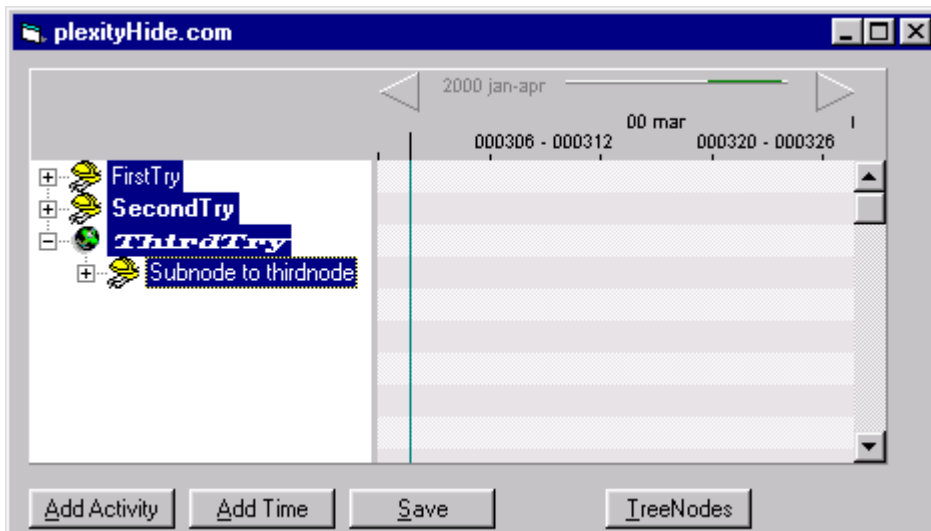 plexityHide.com
2000 jan-apr
00 mar
000306 - 000312 000320 - 000326
FirstTry
SecondTry
ThirdTry
Subnode to thirdnode
Add Activity Add Time Save TreeNodes